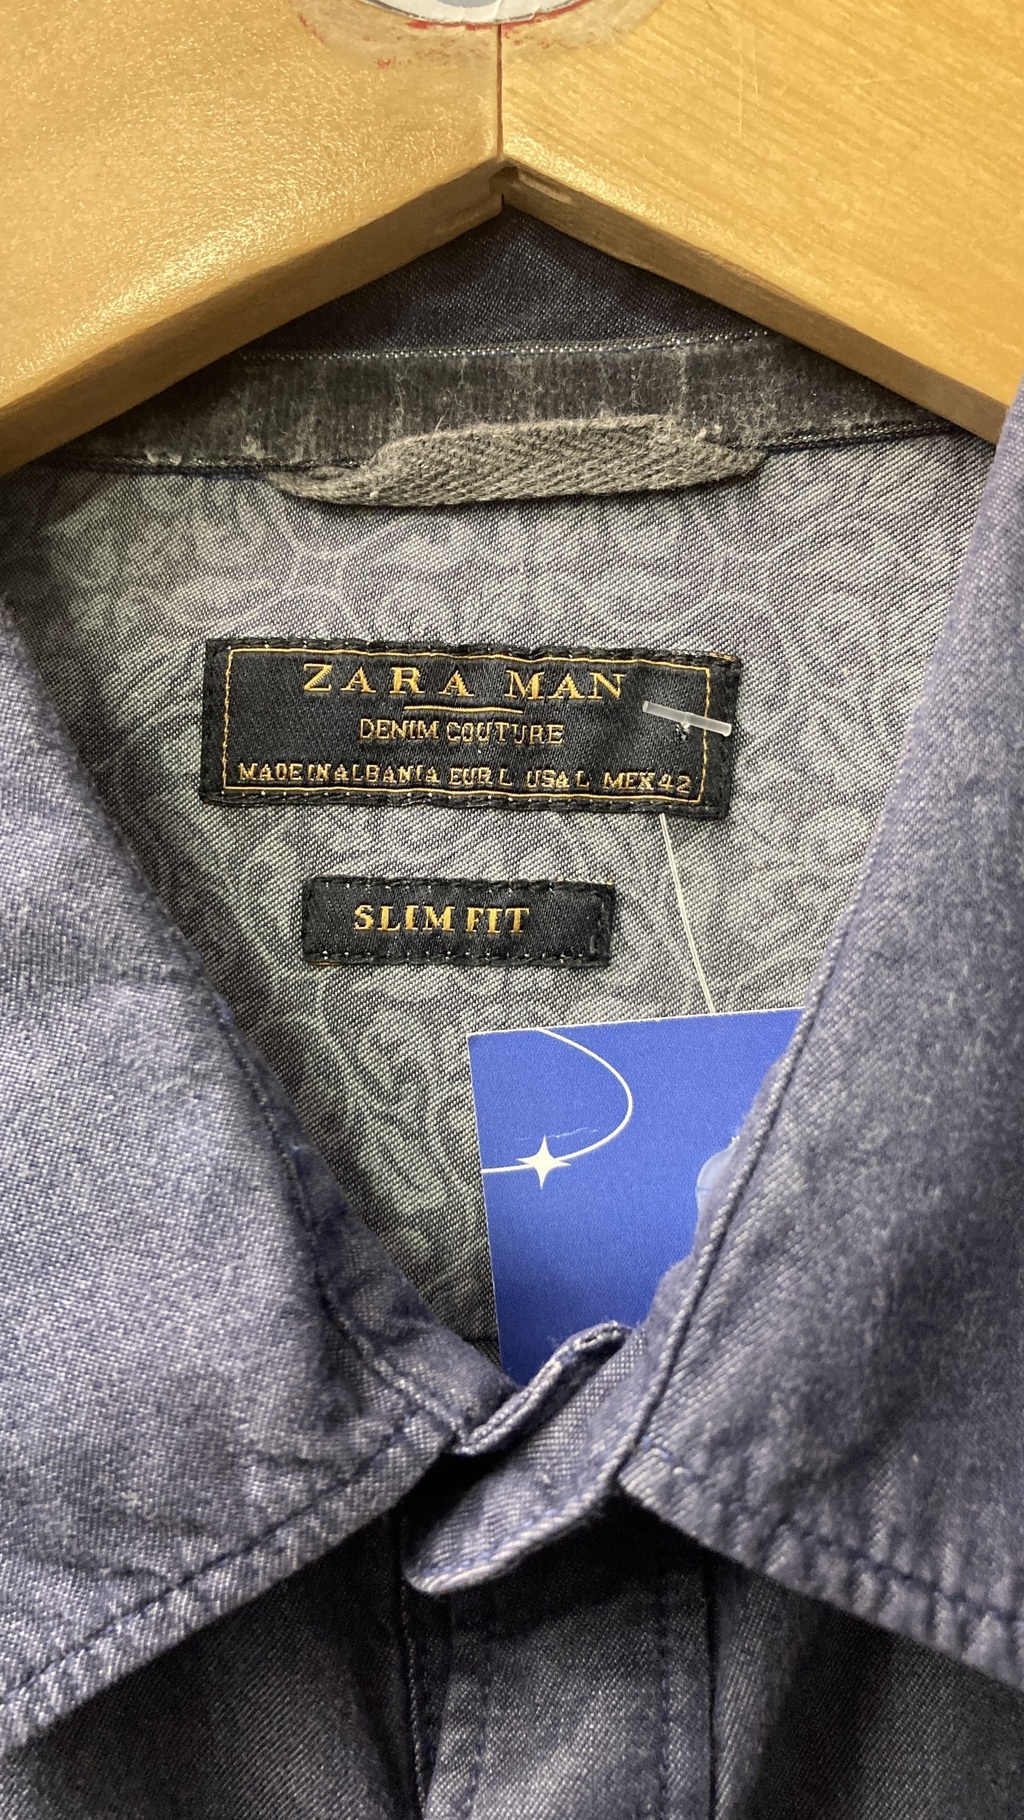 ZARA MAN
DENIM COUTURE
MADE IN ALBANIA EUR L USA L MEX 42
SLIM FIT